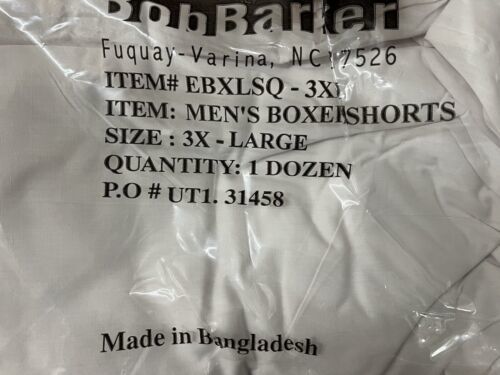 BobBarker
Fuquay-Varina, NC 7526
ITEM# EBXLSQ - 3X
ITEM: MEN'S BOXER SHORTS
SIZE : 3X - LARGE
QUANTITY: 1 DOZEN
P.O # UT1. 31458
Made in Bangladesh